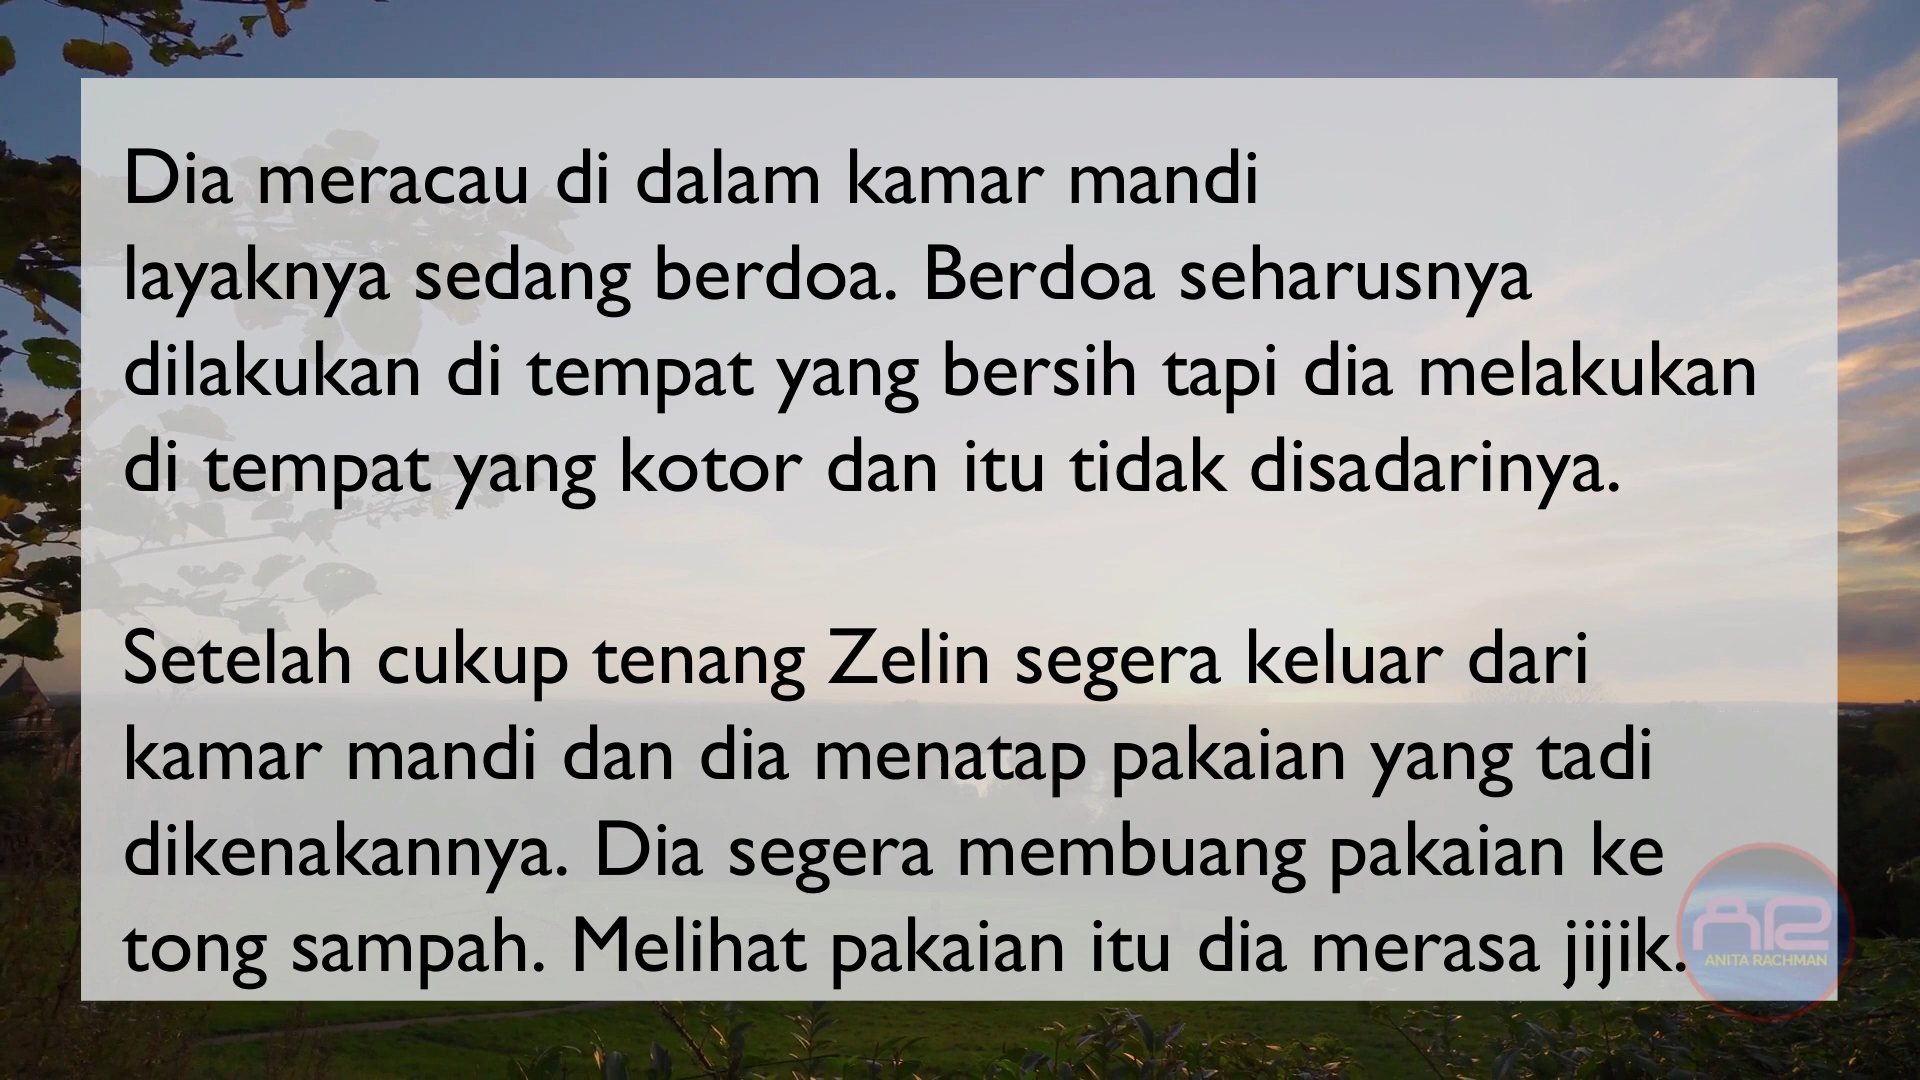 Dia meracau di dalam kamar mandi
layaknya sedang berdoa. Berdoa seharusnya
dilakukan di tempat yang bersih tapi dia melakukan
di tempat yang kotor dan itu tidak disadarinya.
Setelah cukup tenang Zelin segera keluar dari
kamar mandi dan dia menatap pakaian yang tadi
dikenakannya. Dia segera membuang pakaian ke
tong sampah. Melihat pakaian itu dia merasa jijik.
AR
ANITA RACHMAN